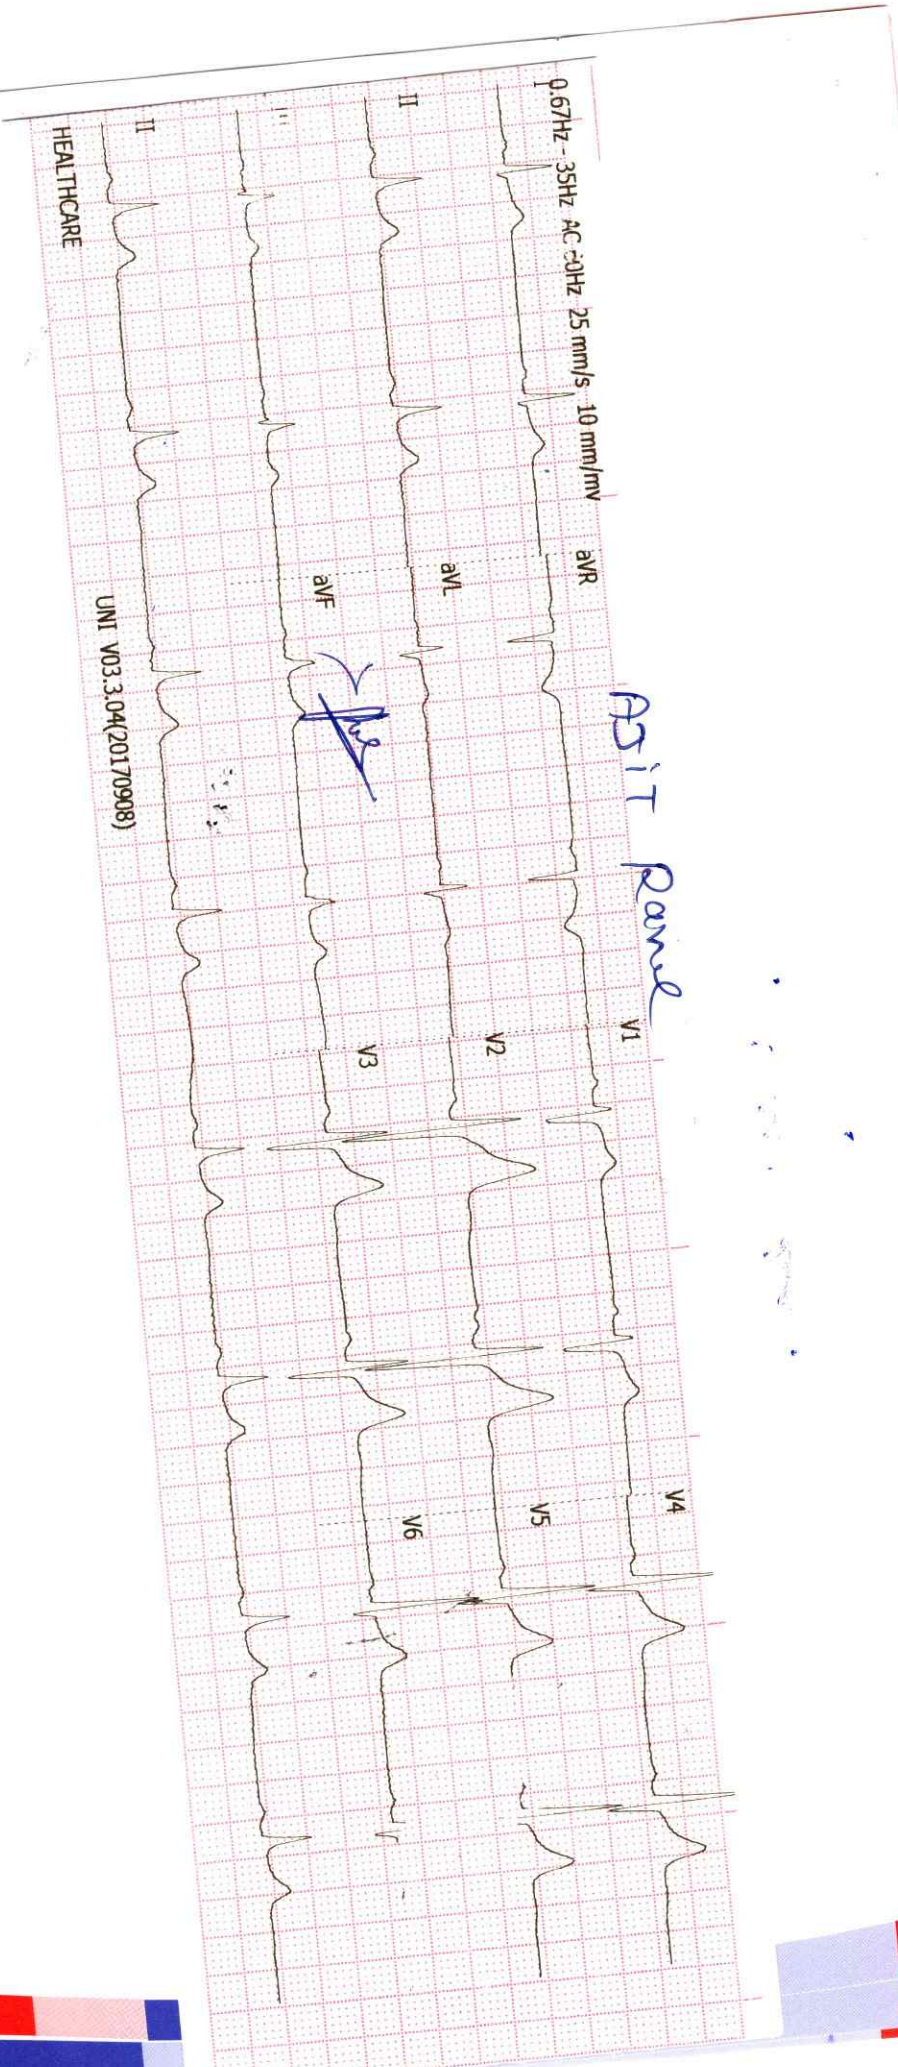 0.67Hz - 35Hz AC 50Hz 25 mm/s 10 mm/mv
AJiT
I
aVR
V1
V4
II
aVL
V2
V5
III
aVF
V3
V6
II
HEALTHCARE
UNI V03.3.04(20170908)